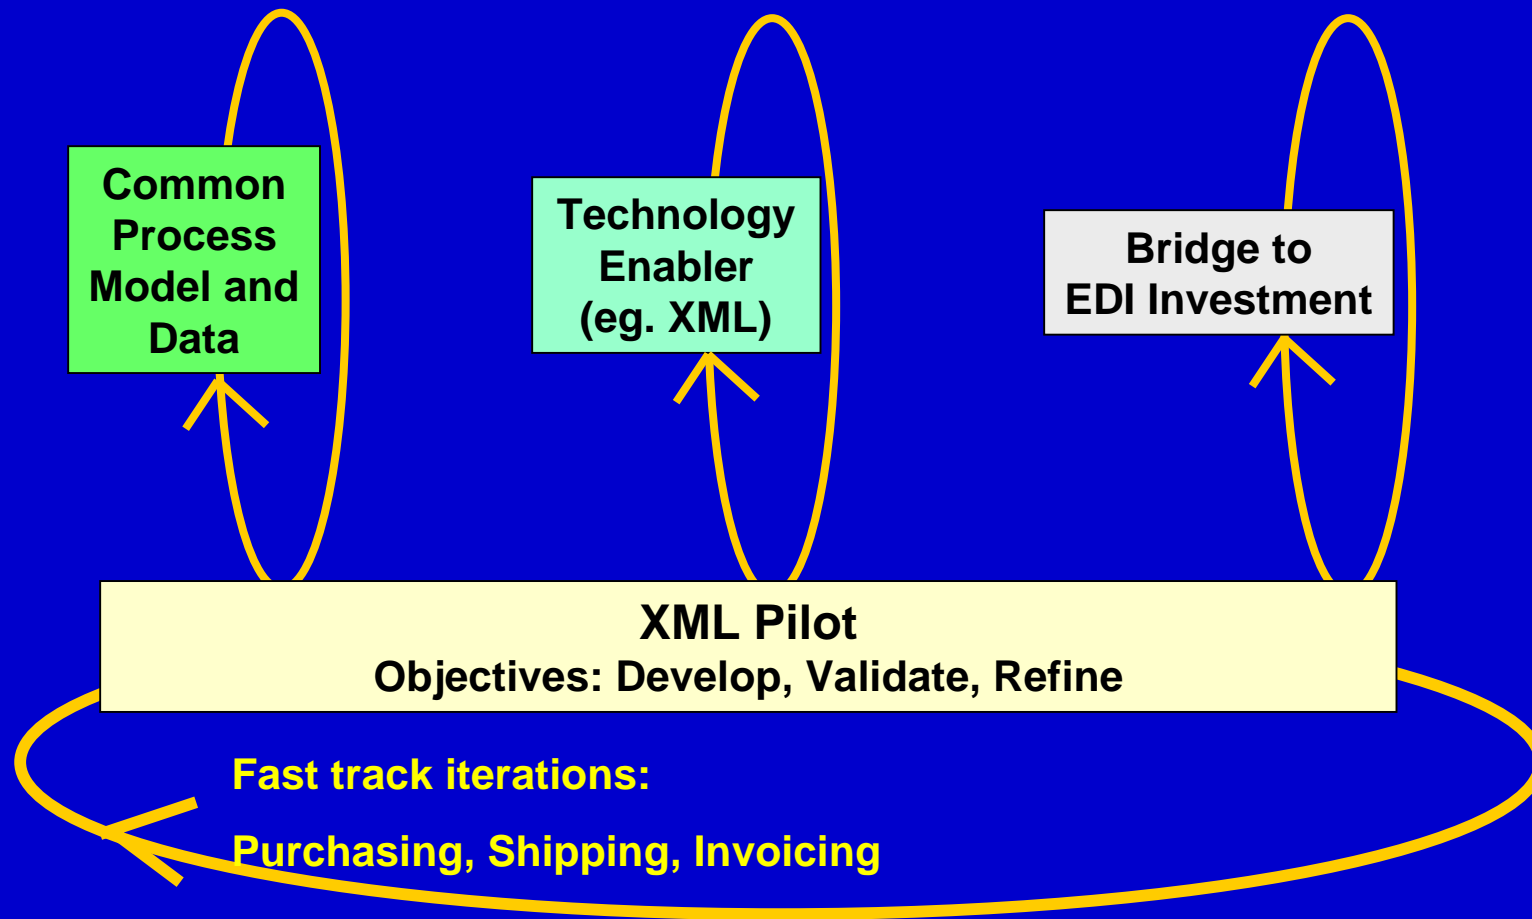 Common
Process
Model and
Data
Technology
Enabler
(eg. XML)
Bridge to
EDI Investment
XML Pilot
Objectives: Develop, Validate, Refine
Fast track iterations:
Purchasing, Shipping, Invoicing